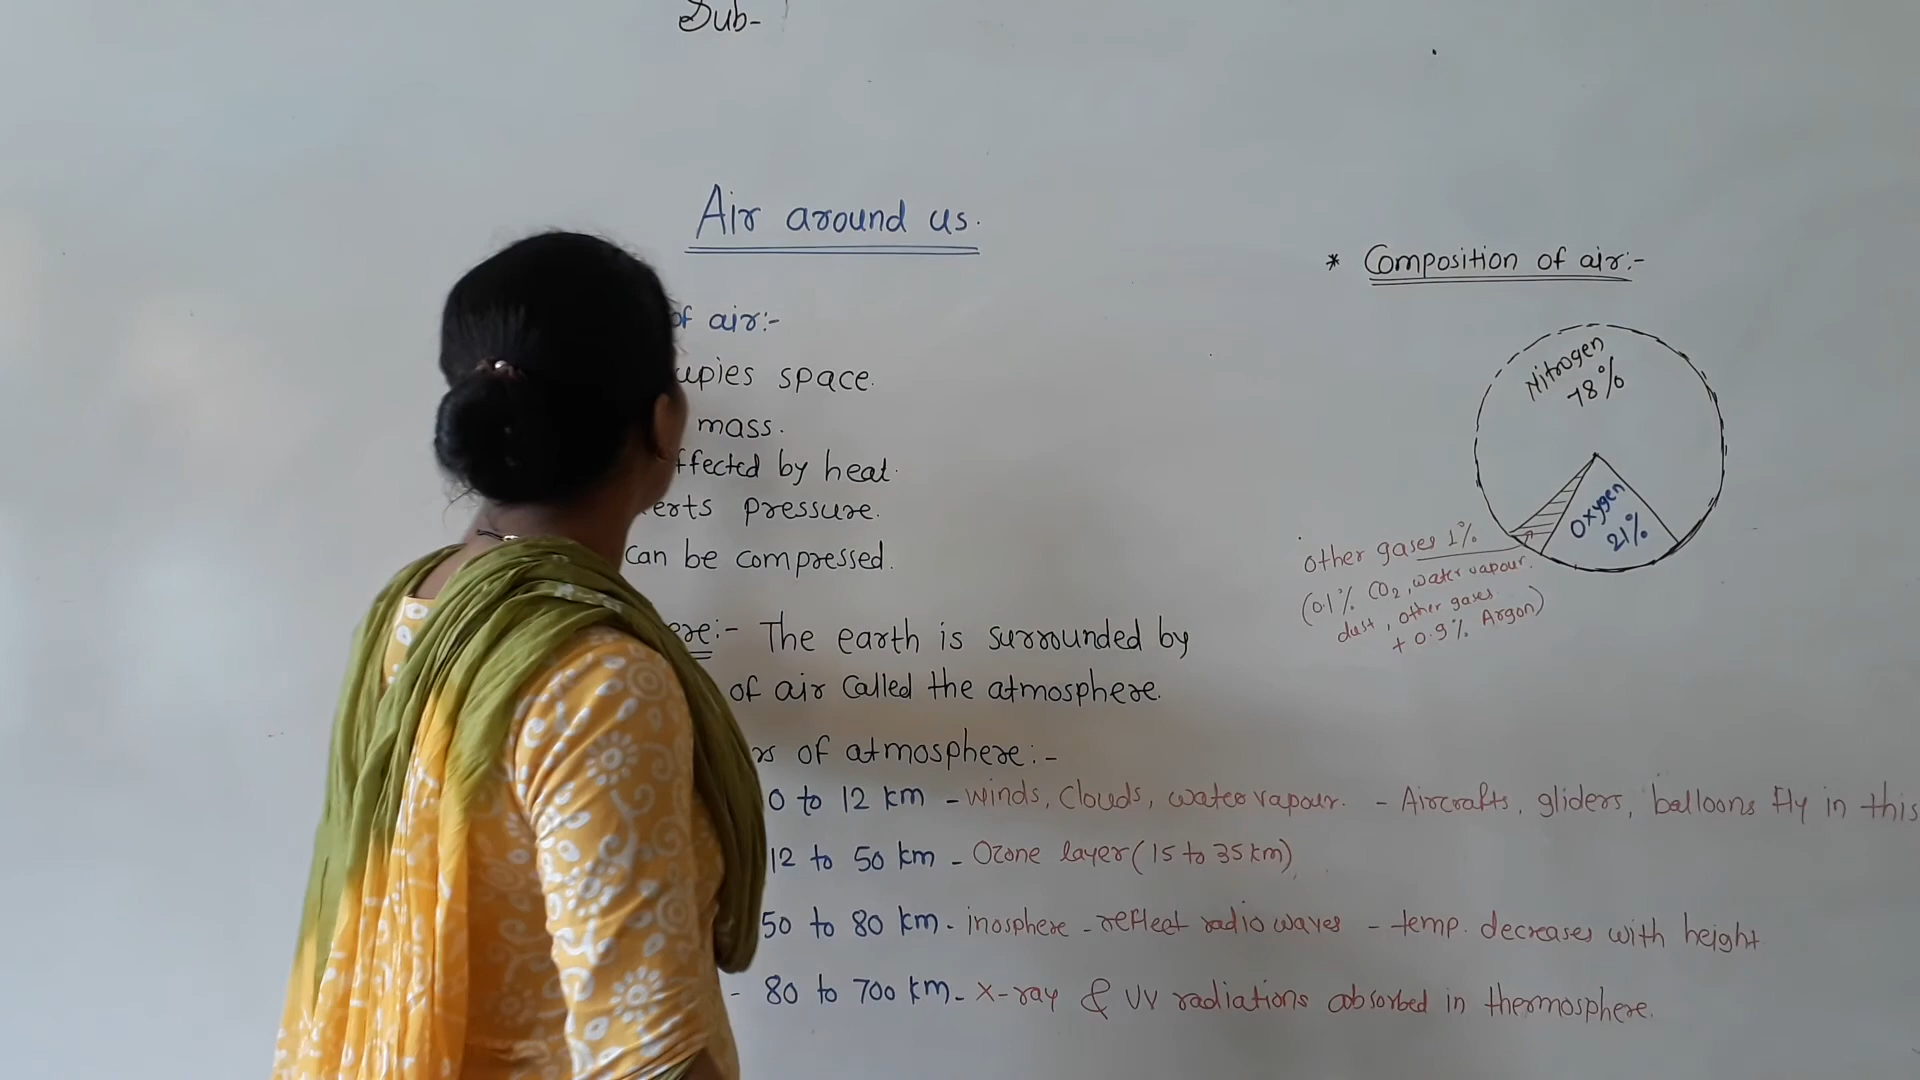 Sub-
Air around us.
of air:-
upies space.
mass.
ffected by heat.
erts pressure.
can be compressed.
ere:- The earth is surrounded by
of air called the atmosphere.
rs of atmosphere:-
0 to 12 km - winds, clouds, water vapour. - Aircrafts, gliders, balloons fly in this
12 to 50 km - Ozone layer (15 to 35 km)
50 to 80 km - inosphere - reflect radio waves - temp. decreases with height
- 80 to 700 km - X-ray & UV radiations absorbed in thermosphere.
* Composition of air:-
Nitrogen
78%
Oxygen
21%
other gases 1%
(0.1% CO2, water vapour.
dust, other gases
+ 0.9% Argon)